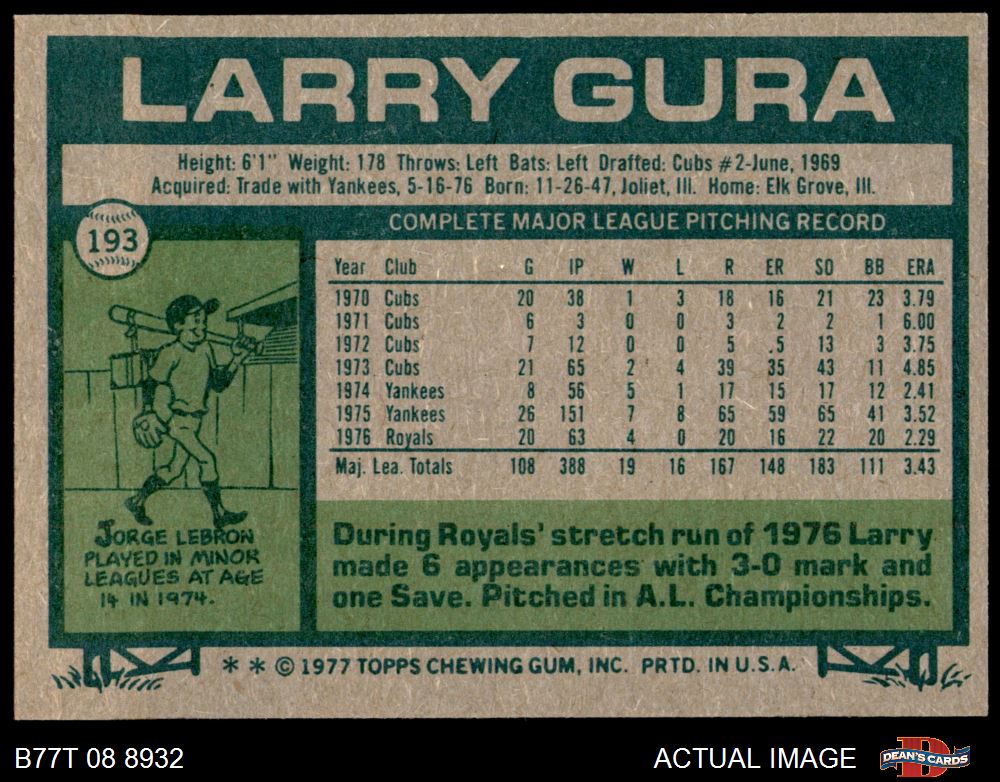 LARRY GURA
Height: 6'1" Weight: 178 Throws: Left Bats: Left Drafted: Cubs #2-June, 1969
Acquired: Trade with Yankees, 5-16-76 Born: 11-26-47, Joliet, Ill. Home: Elk Grove, Ill.
193
COMPLETE MAJOR LEAGUE PITCHING RECORD
Year Club G IP W L R ER SO BB ERA
1970 Cubs 20 38 1 3 18 16 21 23 3.79
1971 Cubs 6 3 0 0 3 2 2 1 6.00
1972 Cubs 7 12 0 0 5 .5 13 3 3.75
1973 Cubs 21 65 2 4 39 35 43 11 4.85
1974 Yankees 8 56 5 1 17 15 17 12 2.41
1975 Yankees 26 151 7 8 65 59 65 41 3.52
1976 Royals 20 63 4 0 20 16 22 20 2.29
Maj. Lea. Totals 108 388 19 16 167 148 183 111 3.43
JORGE LEBRON
PLAYED IN MINOR
LEAGUES AT AGE
14 IN 1974.
During Royals' stretch run of 1976 Larry
made 6 appearances with 3-0 mark and
one Save. Pitched in A.L. Championships.
* * © 1977 TOPPS CHEWING GUM, INC. PRTD. IN U.S.A.
B77T 08 8932
ACTUAL IMAGE
DEAN'S CARDS